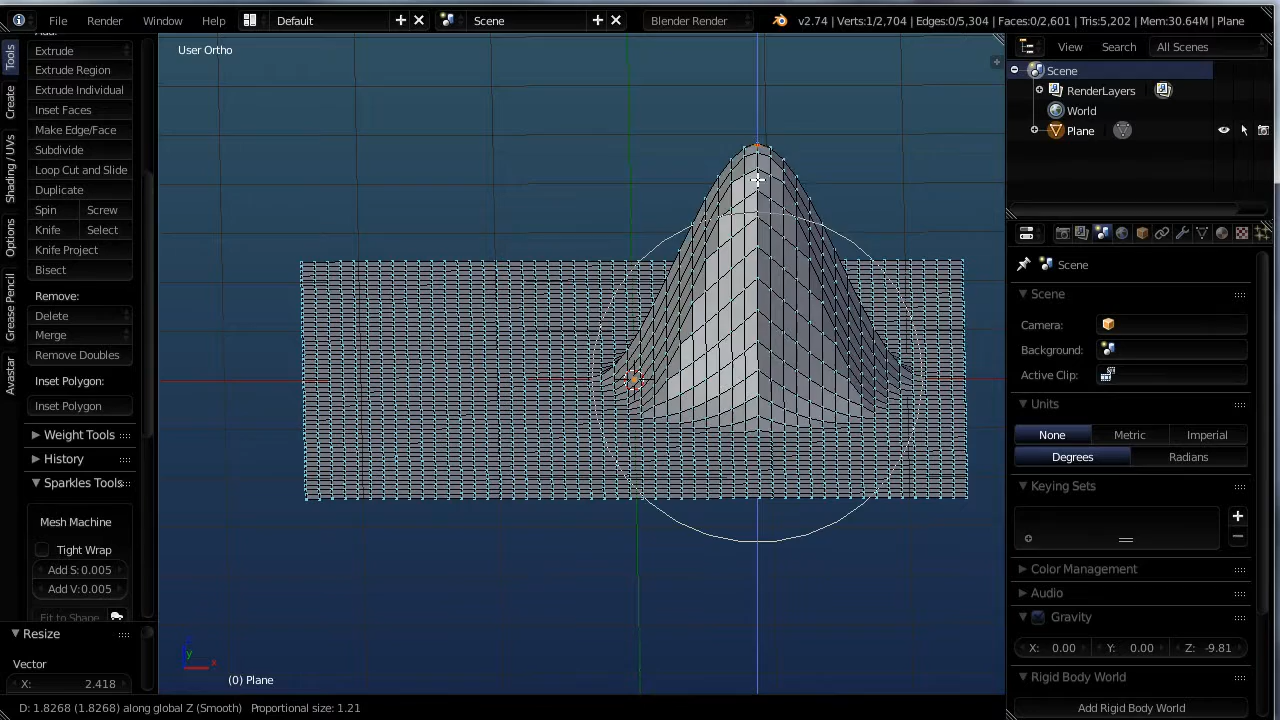 File Render Window Help Default Scene Blender Render v2.74 | Verts:1/2,704 | Edges:0/5,304 | Faces:0/2,601 | Tris:5,202 | Mem:30.64M | Plane
Tools
Create
Shading / UVs
Options
Grease Pencil
Avastar
Add:
Extrude
Extrude Region
Extrude Individual
Inset Faces
Make Edge/Face
Subdivide
Loop Cut and Slide
Duplicate
Spin Screw
Knife Select
Knife Project
Bisect
Remove:
Delete
Merge
Remove Doubles
Inset Polygon:
Inset Polygon
Weight Tools
History
Sparkles Tools
Mesh Machine
Tight Wrap
Add S: 0.005
Add V: 0.005
Fit to Shape
Resize
Vector
X: 2.418
User Ortho
y
x
(0) Plane
D: 1.8268 (1.8268) along global Z (Smooth) Proportional size: 1.21
View Search All Scenes
Scene
RenderLayers
World
Plane
Scene
Scene
Camera:
Background:
Active Clip:
Units
None Metric Imperial
Degrees Radians
Keying Sets
Color Management
Audio
Gravity
X: 0.00 Y: 0.00 Z: -9.81
Rigid Body World
Add Rigid Body World